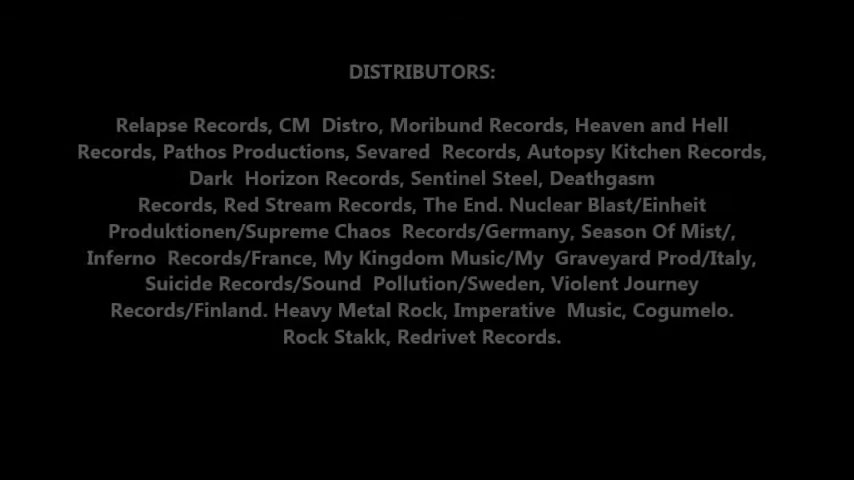 DISTRIBUTORS:
Relapse Records, CM Distro, Moribund Records, Heaven and Hell
Records, Pathos Productions, Sevared Records, Autopsy Kitchen Records,
Dark Horizon Records, Sentinel Steel, Deathgasm
Records, Red Stream Records, The End. Nuclear Blast/Einheit
Produktionen/Supreme Chaos Records/Germany, Season Of Mist/,
Inferno Records/France, My Kingdom Music/My Graveyard Prod/Italy,
Suicide Records/Sound Pollution/Sweden, Violent Journey
Records/Finland. Heavy Metal Rock, Imperative Music, Cogumelo.
Rock Stakk, Redrivet Records.